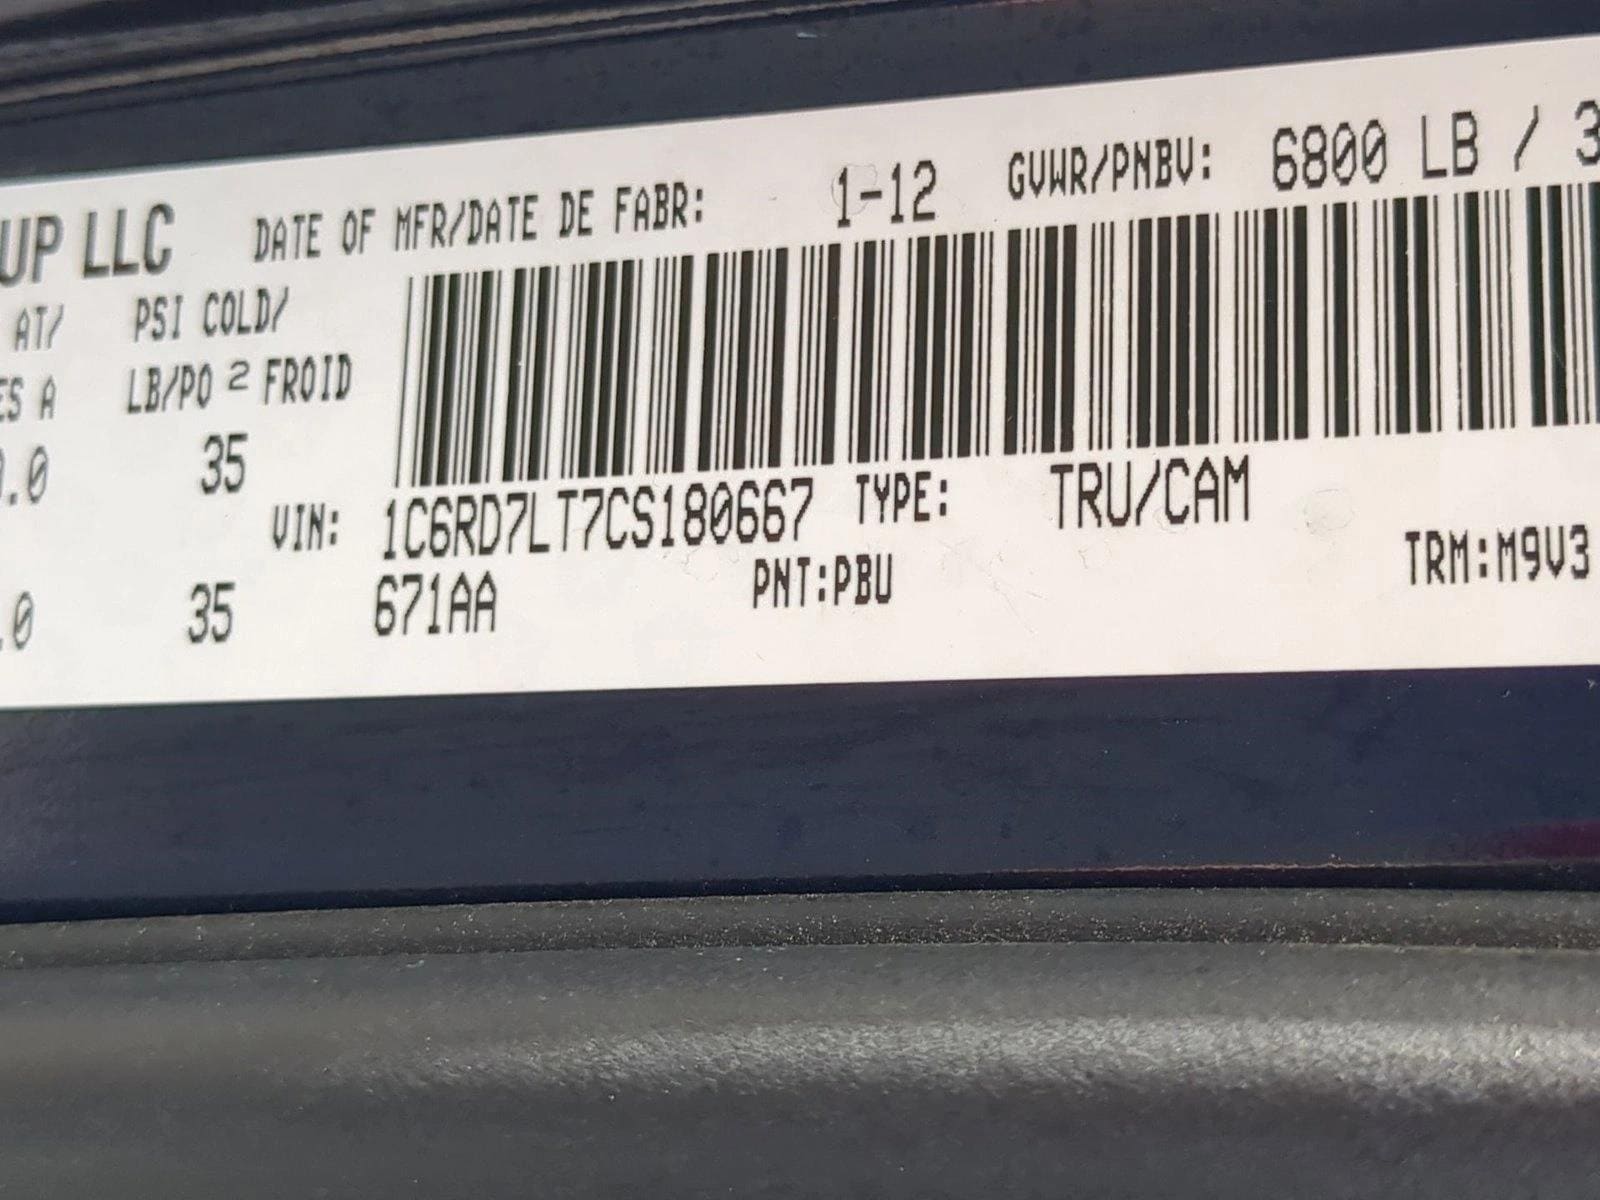 UP LLC DATE OF MFR/DATE DE FABR: 1-12 GVWR/PNBV: 6800 LB / 3
AT/ PSI COLD/
ES A LB/PO 2 FROID
.0 35
VIN: 1C6RD7LT7CS180667 TYPE: TRU/CAM
.0 35 671AA PNT:PBU TRM:M9V3